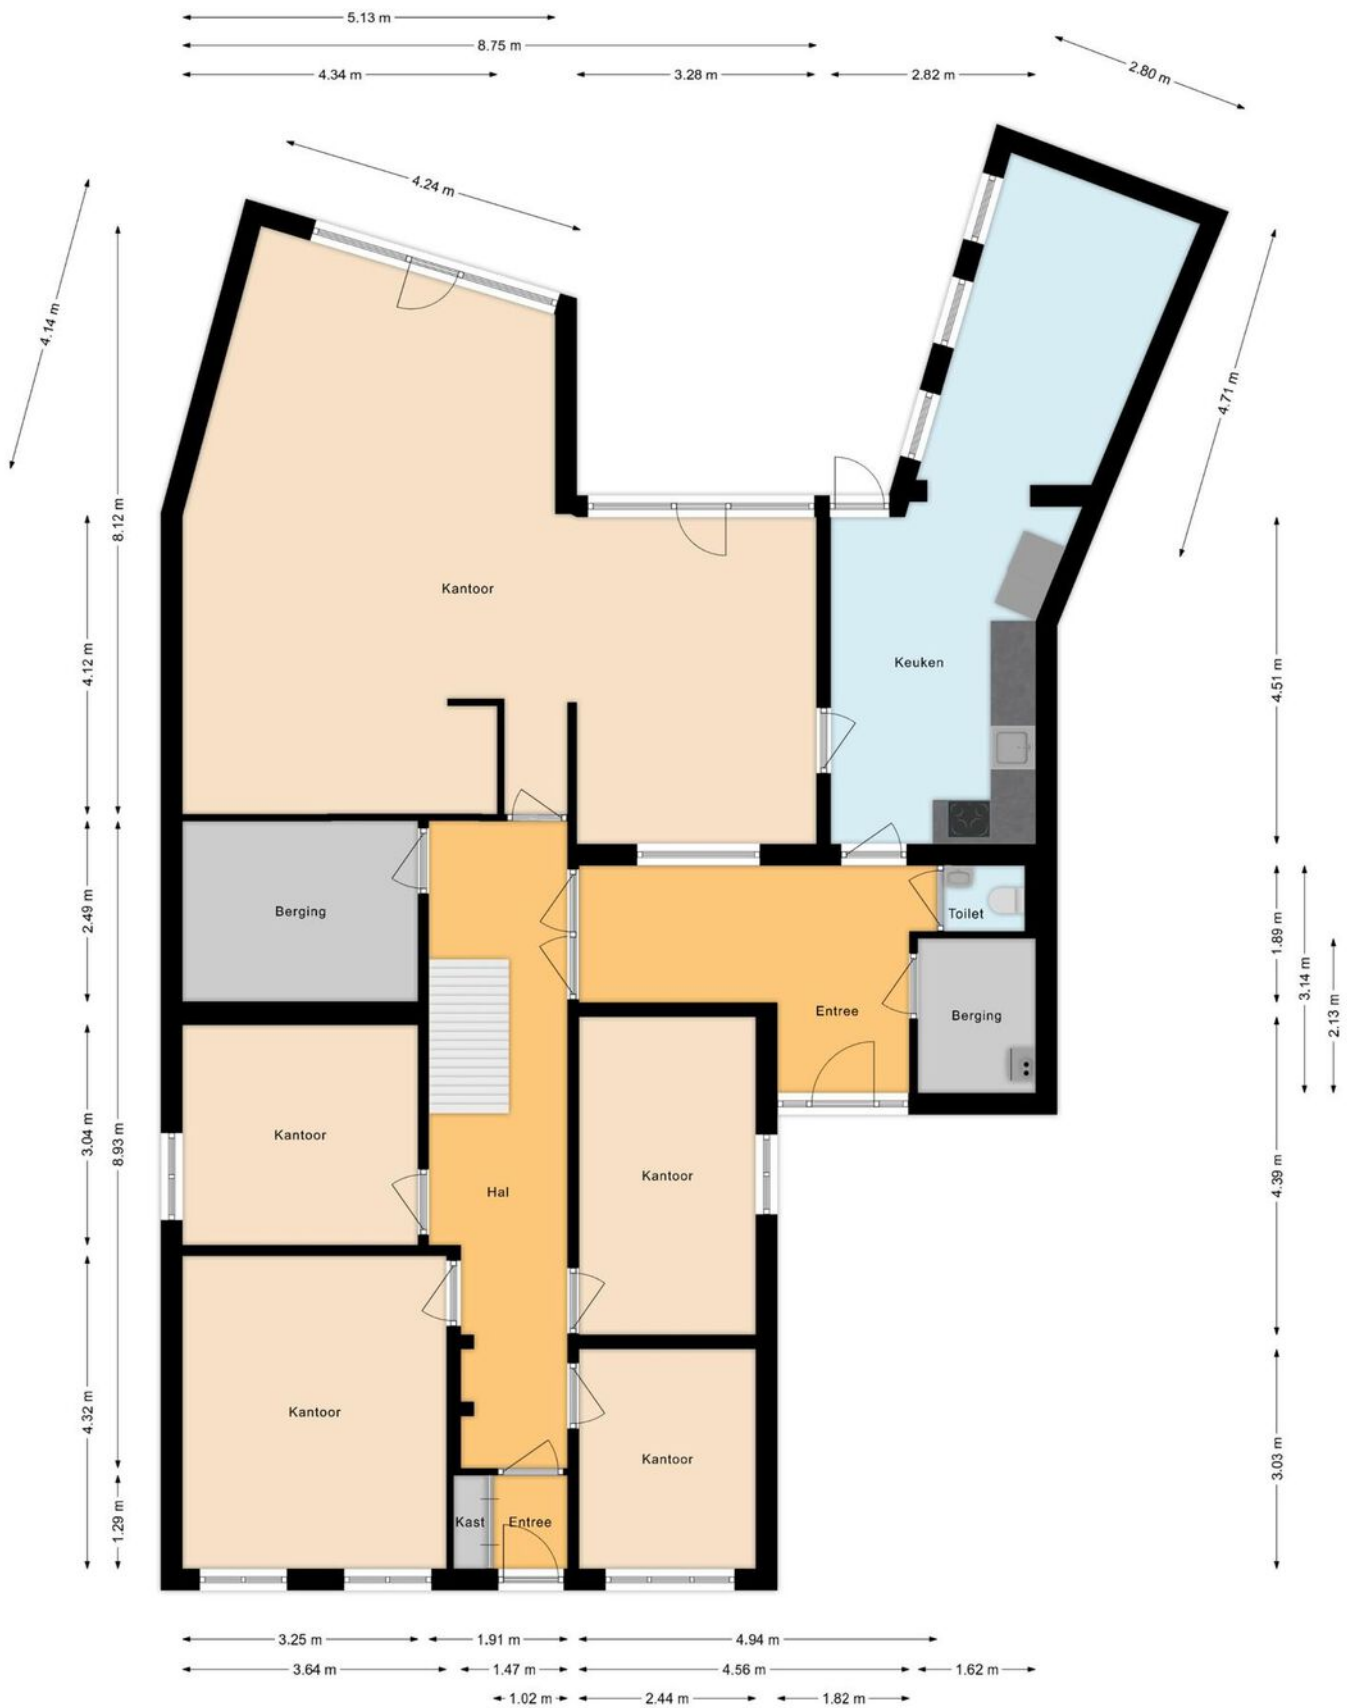 5.13 m
8.75 m
4.34 m
3.28 m
2.82 m
2.80 m
4.24 m
4.14 m
8.12 m
4.71 m
Kantoor
4.12 m
Keuken
4.51 m
Berging
2.49 m
Toilet
1.89 m
3.14 m
2.13 m
Entree
Berging
Kantoor
3.04 m
8.93 m
Hal
Kantoor
4.39 m
Kantoor
4.32 m
Kantoor
3.03 m
Kast
Entree
1.29 m
3.25 m
1.91 m
4.94 m
3.64 m
1.47 m
4.56 m
1.62 m
1.02 m
2.44 m
1.82 m